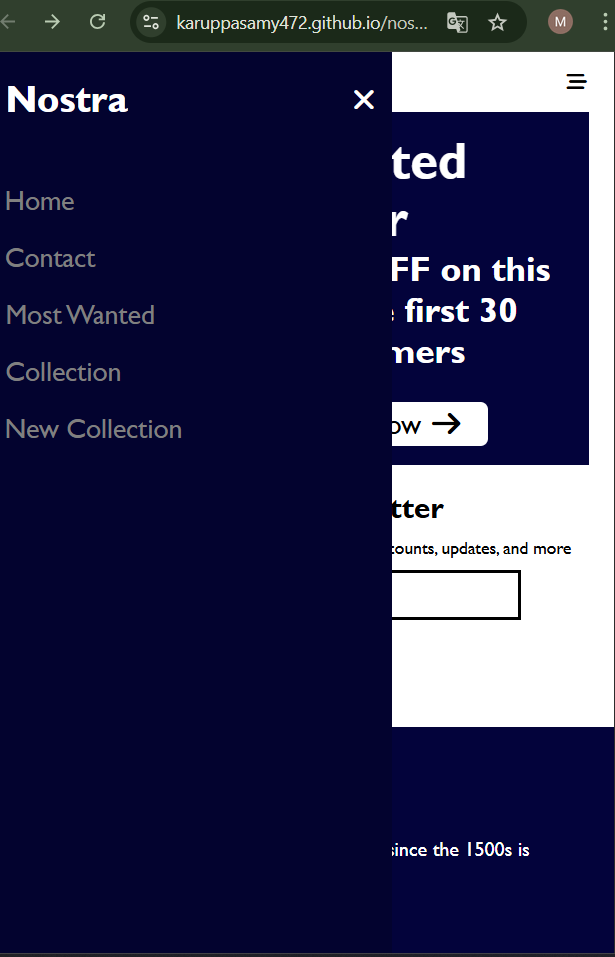 karuppasamy472.github.io/nos...
M
Nostra
Home
Contact
Most Wanted
Collection
New Collection
ted
r
FF on this
first 30
mers
ow
tter
counts, updates, and more
since the 1500s is